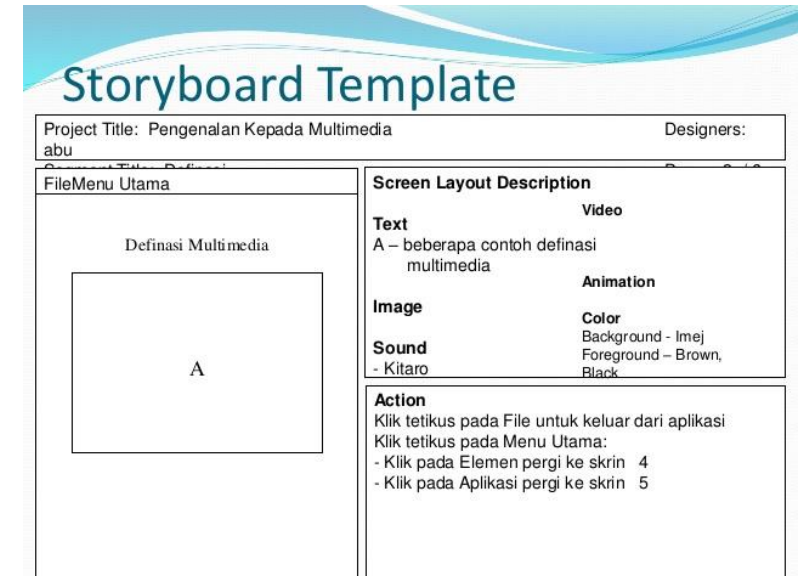 Storyboard Template
Project Title: Pengenalan Kepada Multimedia Designers:
abu
FileMenu Utama
Definasi Multimedia
A
Screen Layout Description
Text
A – beberapa contoh definasi
multimedia
Image
Sound
- Kitaro
Video
Animation
Color
Background - Imej
Foreground – Brown,
Black
Action
Klik tetikus pada File untuk keluar dari aplikasi
Klik tetikus pada Menu Utama:
- Klik pada Elemen pergi ke skrin 4
- Klik pada Aplikasi pergi ke skrin 5